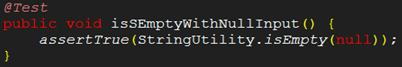 @Test
public void isSEmptyWithNullInput() {
    assertTrue(StringUtility.isEmpty(null));
}